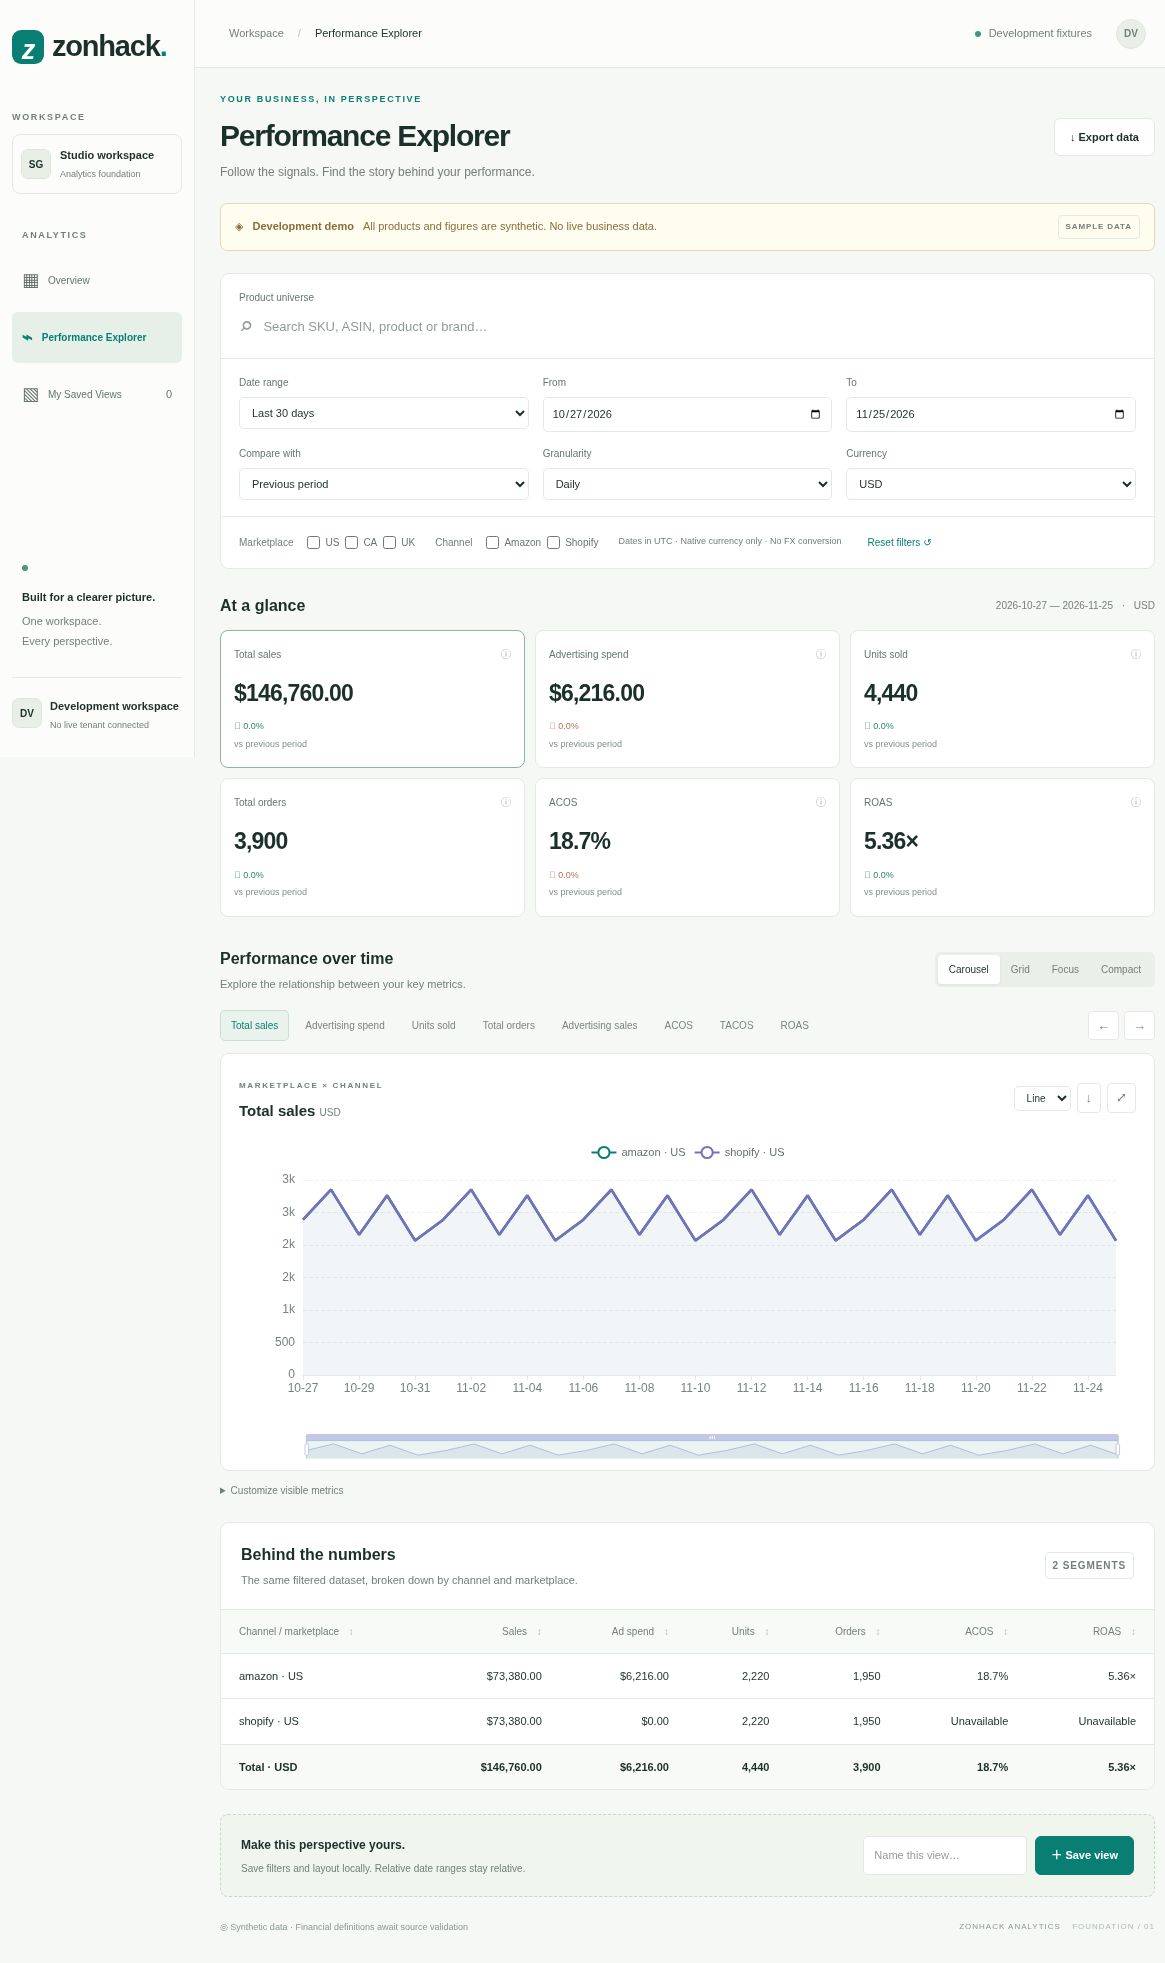 z zonhack.
WORKSPACE
SG Studio workspace
Analytics foundation
ANALYTICS
Overview
Performance Explorer
My Saved Views 0
Built for a clearer picture.
One workspace.
Every perspective.
DV Development workspace
No live tenant connected
Workspace / Performance Explorer
Development fixtures DV
YOUR BUSINESS, IN PERSPECTIVE
Performance Explorer
Follow the signals. Find the story behind your performance.
↓ Export data
◈ Development demo All products and figures are synthetic. No live business data.
SAMPLE DATA
Product universe
Search SKU, ASIN, product or brand…
Date range From To
Last 30 days 10/27/2026 11/25/2026
Compare with Granularity Currency
Previous period Daily USD
Marketplace US CA UK Channel Amazon Shopify Dates in UTC · Native currency only · No FX conversion Reset filters ↺
At a glance
2026-10-27 — 2026-11-25 · USD
Total sales ⓘ
$146,760.00
0.0%
vs previous period
Advertising spend ⓘ
$6,216.00
0.0%
vs previous period
Units sold ⓘ
4,440
0.0%
vs previous period
Total orders ⓘ
3,900
0.0%
vs previous period
ACOS ⓘ
18.7%
0.0%
vs previous period
ROAS ⓘ
5.36×
0.0%
vs previous period
Performance over time
Explore the relationship between your key metrics.
Carousel Grid Focus Compact
Total sales Advertising spend Units sold Total orders Advertising sales ACOS TACOS ROAS ← →
MARKETPLACE × CHANNEL
Total sales USD
Line ↓ ⤢
amazon · US shopify · US
3k
3k
2k
2k
1k
500
0
10-27 10-29 10-31 11-02 11-04 11-06 11-08 11-10 11-12 11-14 11-16 11-18 11-20 11-22 11-24
▶ Customize visible metrics
Behind the numbers
The same filtered dataset, broken down by channel and marketplace.
2 SEGMENTS
Channel / marketplace ↕ Sales ↕ Ad spend ↕ Units ↕ Orders ↕ ACOS ↕ ROAS ↕
amazon · US $73,380.00 $6,216.00 2,220 1,950 18.7% 5.36×
shopify · US $73,380.00 $0.00 2,220 1,950 Unavailable Unavailable
Total · USD $146,760.00 $6,216.00 4,440 3,900 18.7% 5.36×
Make this perspective yours.
Save filters and layout locally. Relative date ranges stay relative.
Name this view…
+ Save view
◎ Synthetic data · Financial definitions await source validation
ZONHACK ANALYTICS FOUNDATION / 01